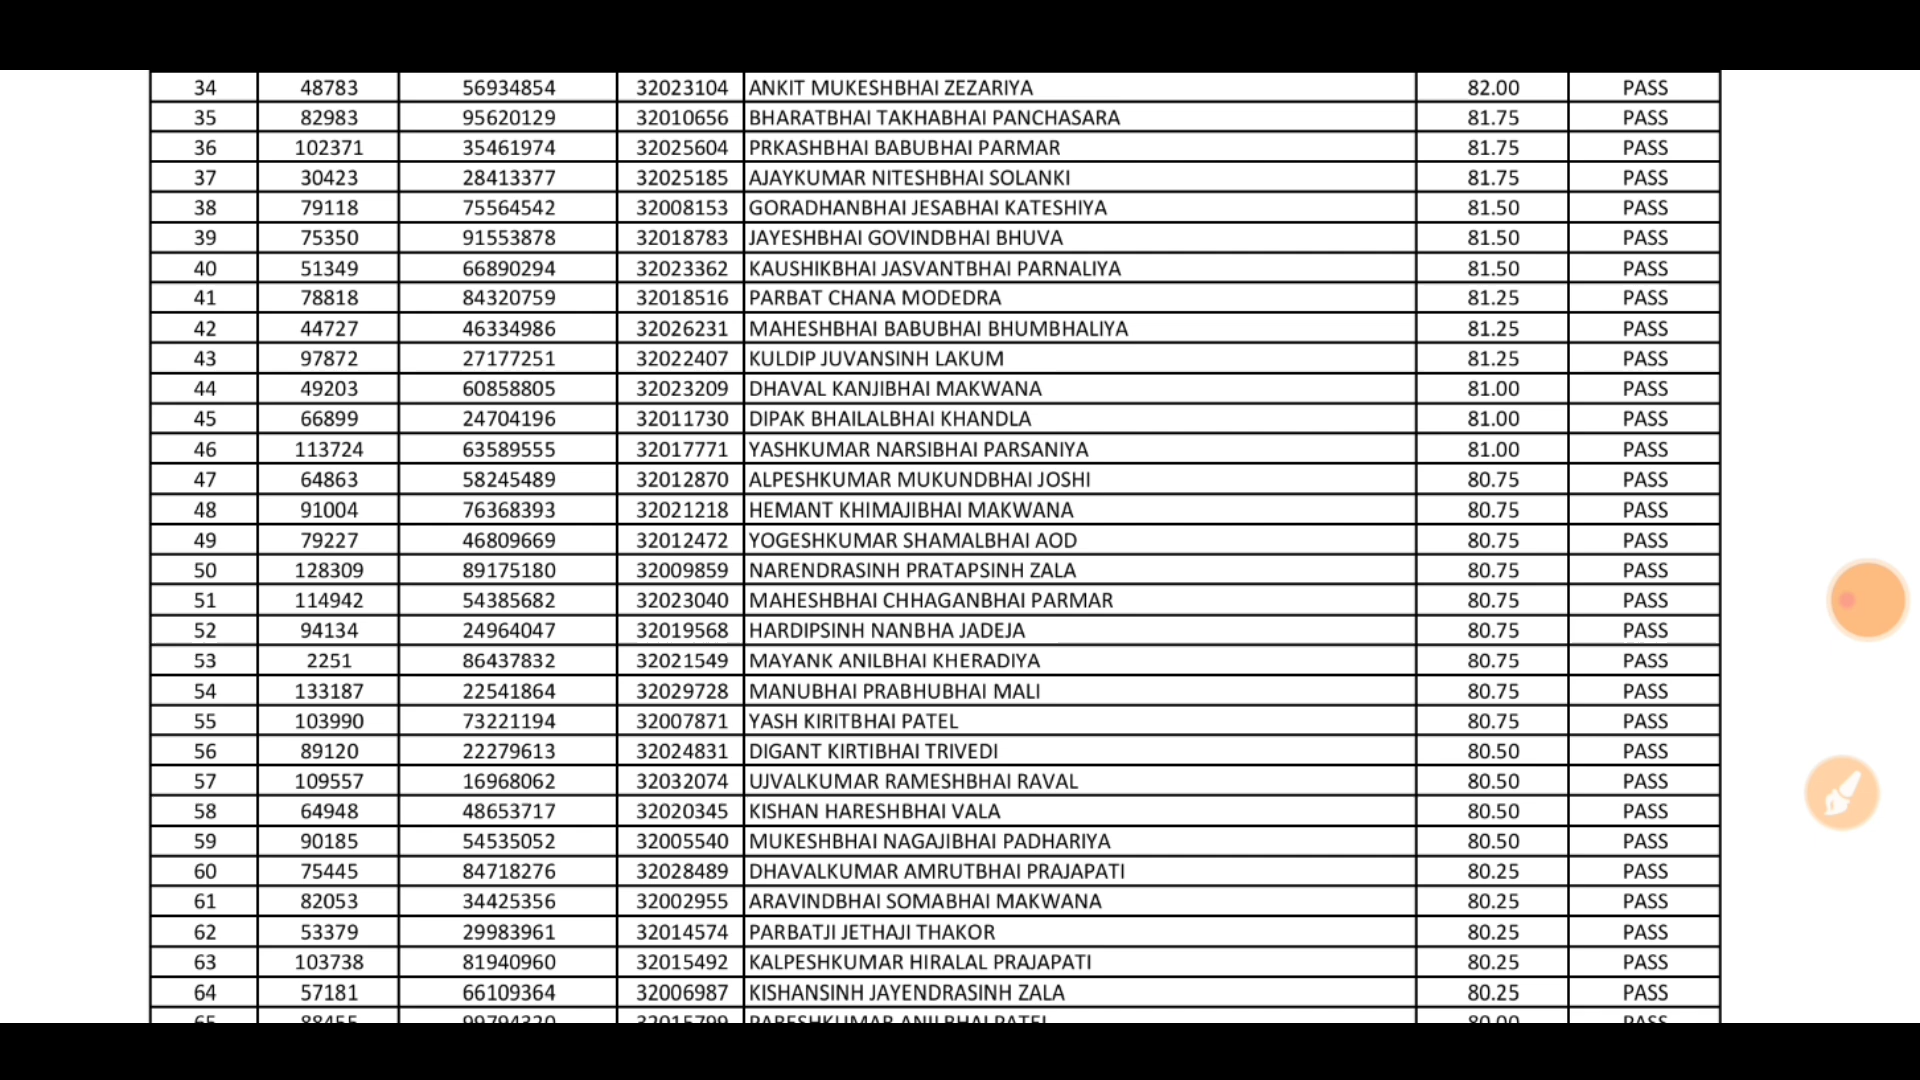 34 48783 56934854 32023104 ANKIT MUKESHBHAI ZEZARIYA 82.00 PASS
35 82983 95620129 32010656 BHARATBHAI TAKHABHAI PANCHASARA 81.75 PASS
36 102371 35461974 32025604 PRKASHBHAI BABUBHAI PARMAR 81.75 PASS
37 30423 28413377 32025185 AJAYKUMAR NITESHBHAI SOLANKI 81.75 PASS
38 79118 75564542 32008153 GORADHANBHAI JESABHAI KATESHIYA 81.50 PASS
39 75350 91553878 32018783 JAYESHBHAI GOVINDBHAI BHUVA 81.50 PASS
40 51349 66890294 32023362 KAUSHIKBHAI JASVANTBHAI PARNALIYA 81.50 PASS
41 78818 84320759 32018516 PARBAT CHANA MODEDRA 81.25 PASS
42 44727 46334986 32026231 MAHESHBHAI BABUBHAI BHUMBHALIYA 81.25 PASS
43 97872 27177251 32022407 KULDIP JUVANSINH LAKUM 81.25 PASS
44 49203 60858805 32023209 DHAVAL KANJIBHAI MAKWANA 81.00 PASS
45 66899 24704196 32011730 DIPAK BHAILALBHAI KHANDLA 81.00 PASS
46 113724 63589555 32017771 YASHKUMAR NARSIBHAI PARSANIYA 81.00 PASS
47 64863 58245489 32012870 ALPESHKUMAR MUKUNDBHAI JOSHI 80.75 PASS
48 91004 76368393 32021218 HEMANT KHIMAJIBHAI MAKWANA 80.75 PASS
49 79227 46809669 32012472 YOGESHKUMAR SHAMALBHAI AOD 80.75 PASS
50 128309 89175180 32009859 NARENDRASINH PRATAPSINH ZALA 80.75 PASS
51 114942 54385682 32023040 MAHESHBHAI CHHAGANBHAI PARMAR 80.75 PASS
52 94134 24964047 32019568 HARDIPSINH NANBHA JADEJA 80.75 PASS
53 2251 86437832 32021549 MAYANK ANILBHAI KHERADIYA 80.75 PASS
54 133187 22541864 32029728 MANUBHAI PRABHUBHAI MALI 80.75 PASS
55 103990 73221194 32007871 YASH KIRITBHAI PATEL 80.75 PASS
56 89120 22279613 32024831 DIGANT KIRTIBHAI TRIVEDI 80.50 PASS
57 109557 16968062 32032074 UJVALKUMAR RAMESHBHAI RAVAL 80.50 PASS
58 64948 48653717 32020345 KISHAN HARESHBHAI VALA 80.50 PASS
59 90185 54535052 32005540 MUKESHBHAI NAGAJIBHAI PADHARIYA 80.50 PASS
60 75445 84718276 32028489 DHAVALKUMAR AMRUTBHAI PRAJAPATI 80.25 PASS
61 82053 34425356 32002955 ARAVINDBHAI SOMABHAI MAKWANA 80.25 PASS
62 53379 29983961 32014574 PARBATJI JETHAJI THAKOR 80.25 PASS
63 103738 81940960 32015492 KALPESHKUMAR HIRALAL PRAJAPATI 80.25 PASS
64 57181 66109364 32006987 KISHANSINH JAYENDRASINH ZALA 80.25 PASS
65 80.00 PASS